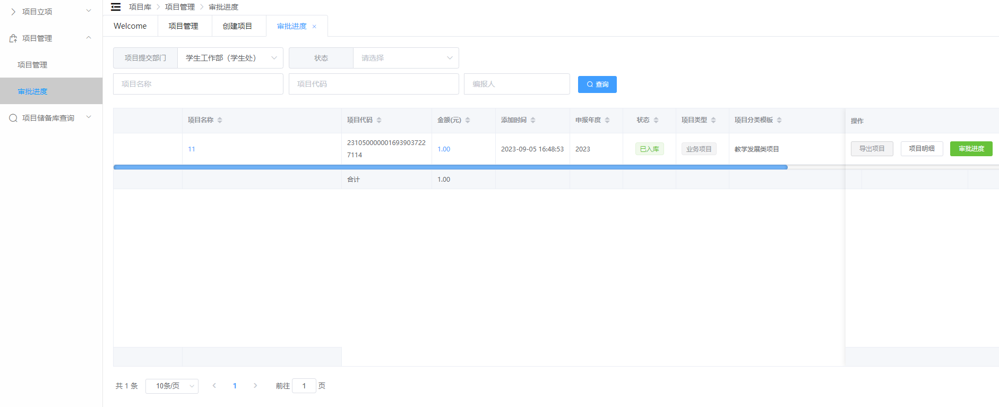 项目立项
项目管理
项目管理
审批进度
项目储备库查询
项目库 项目管理 审批进度
Welcome 项目管理 创建项目 审批进度
项目提交部门 学生工作部（学生处） 状态 请选择
项目名称 项目代码 编报人 查询
项目名称 项目代码 金额(元) 添加时间 申报年度 状态 项目类型 项目分类模板 操作
11 231050000001693903722 1.00 2023-09-05 16:48:53 2023 已入库 业务项目 教学发展类项目 导出项目 项目明细 审批进度
7114
合计 1.00
共 1 条 10条/页 1 前往 1 页